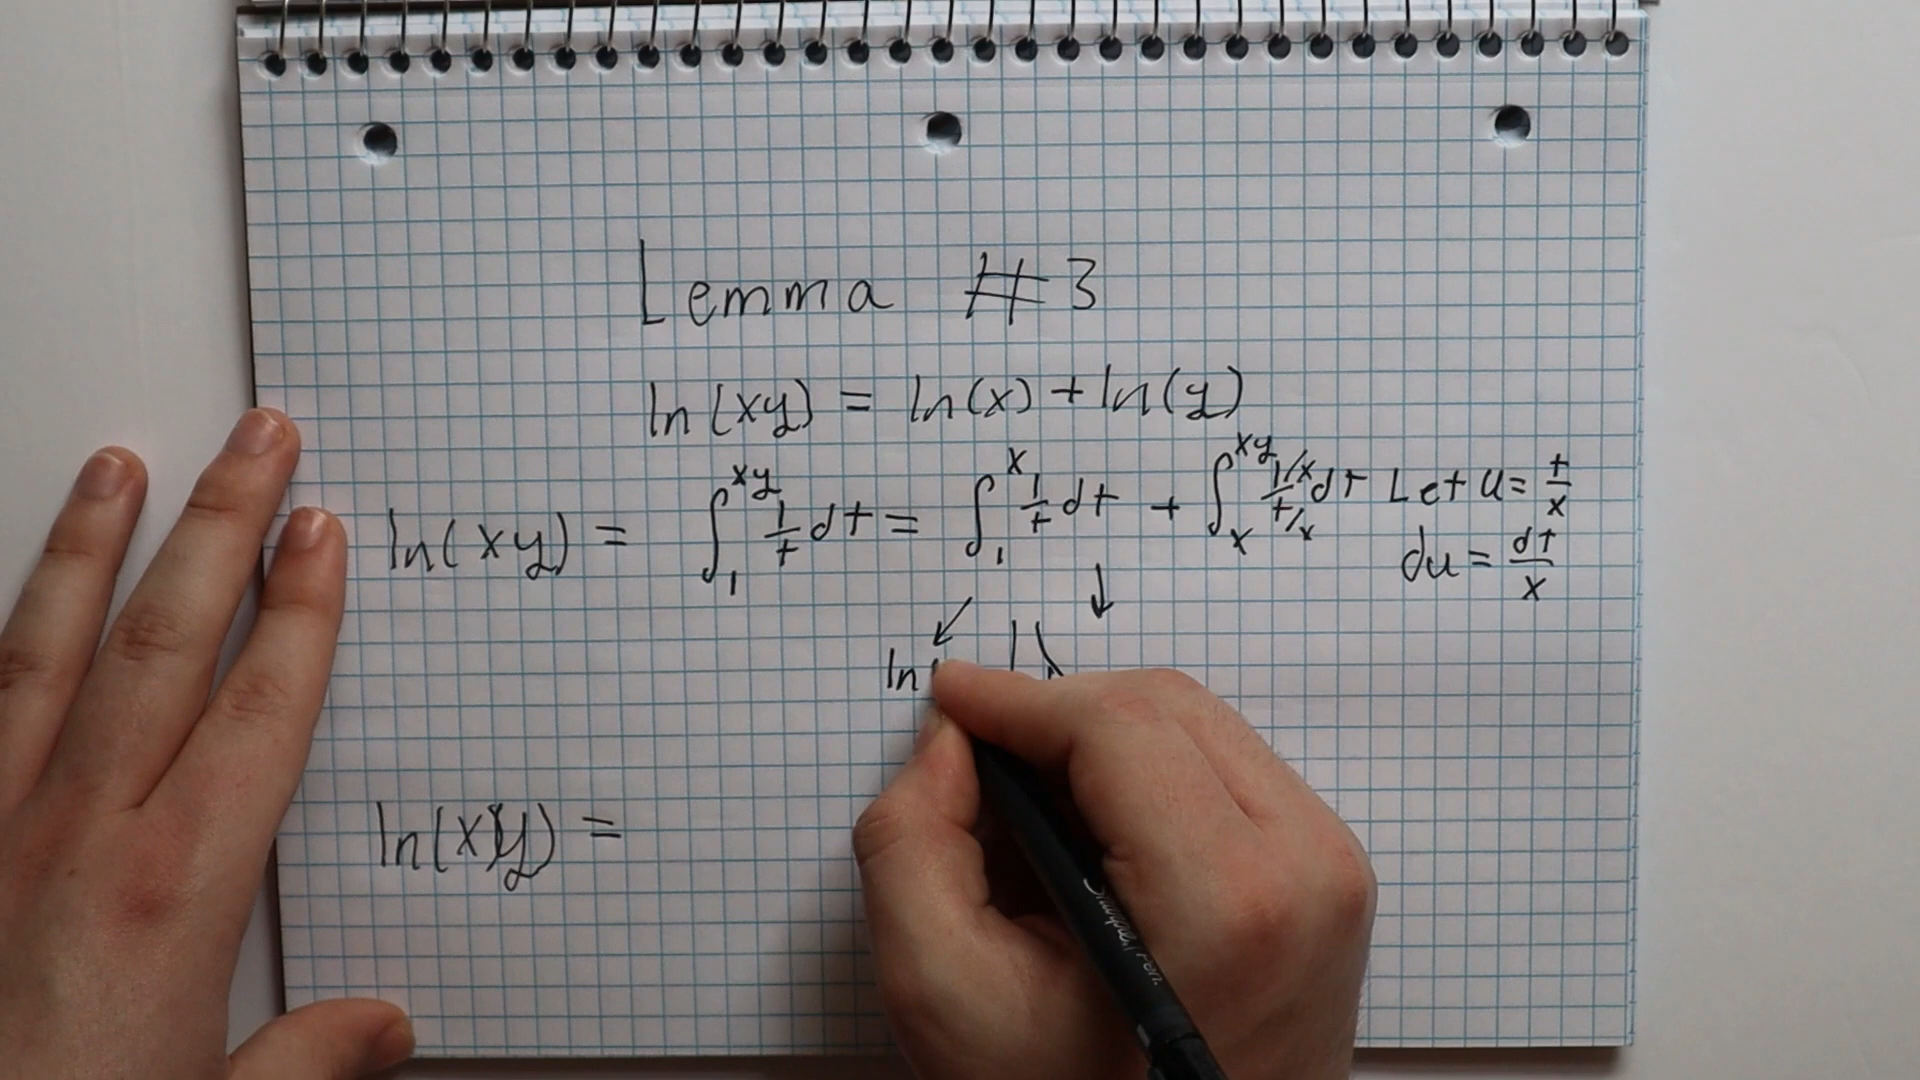 Lemma #3
ln(xy) = ln(x) + ln(y)
ln(xy) = ∫₁^xy 1/t dt = ∫₁^x 1/t dt + ∫ₓ^xy (1/x)/(t/x) dt Let u = t/x
du = dt/x
ln
ln(x)y) =